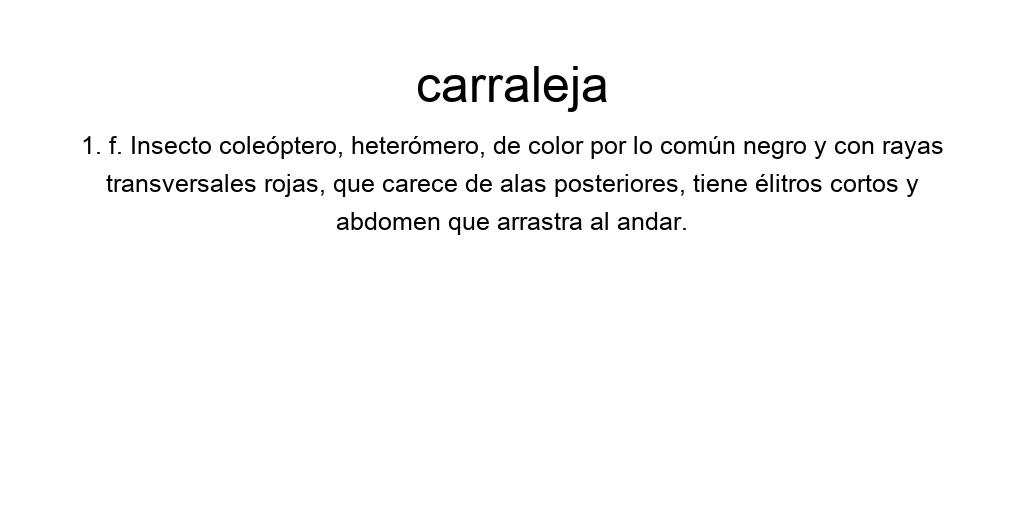 carraleja
1. f. Insecto coleóptero, heterómero, de color por lo común negro y con rayas
transversales rojas, que carece de alas posteriores, tiene élitros cortos y
abdomen que arrastra al andar.